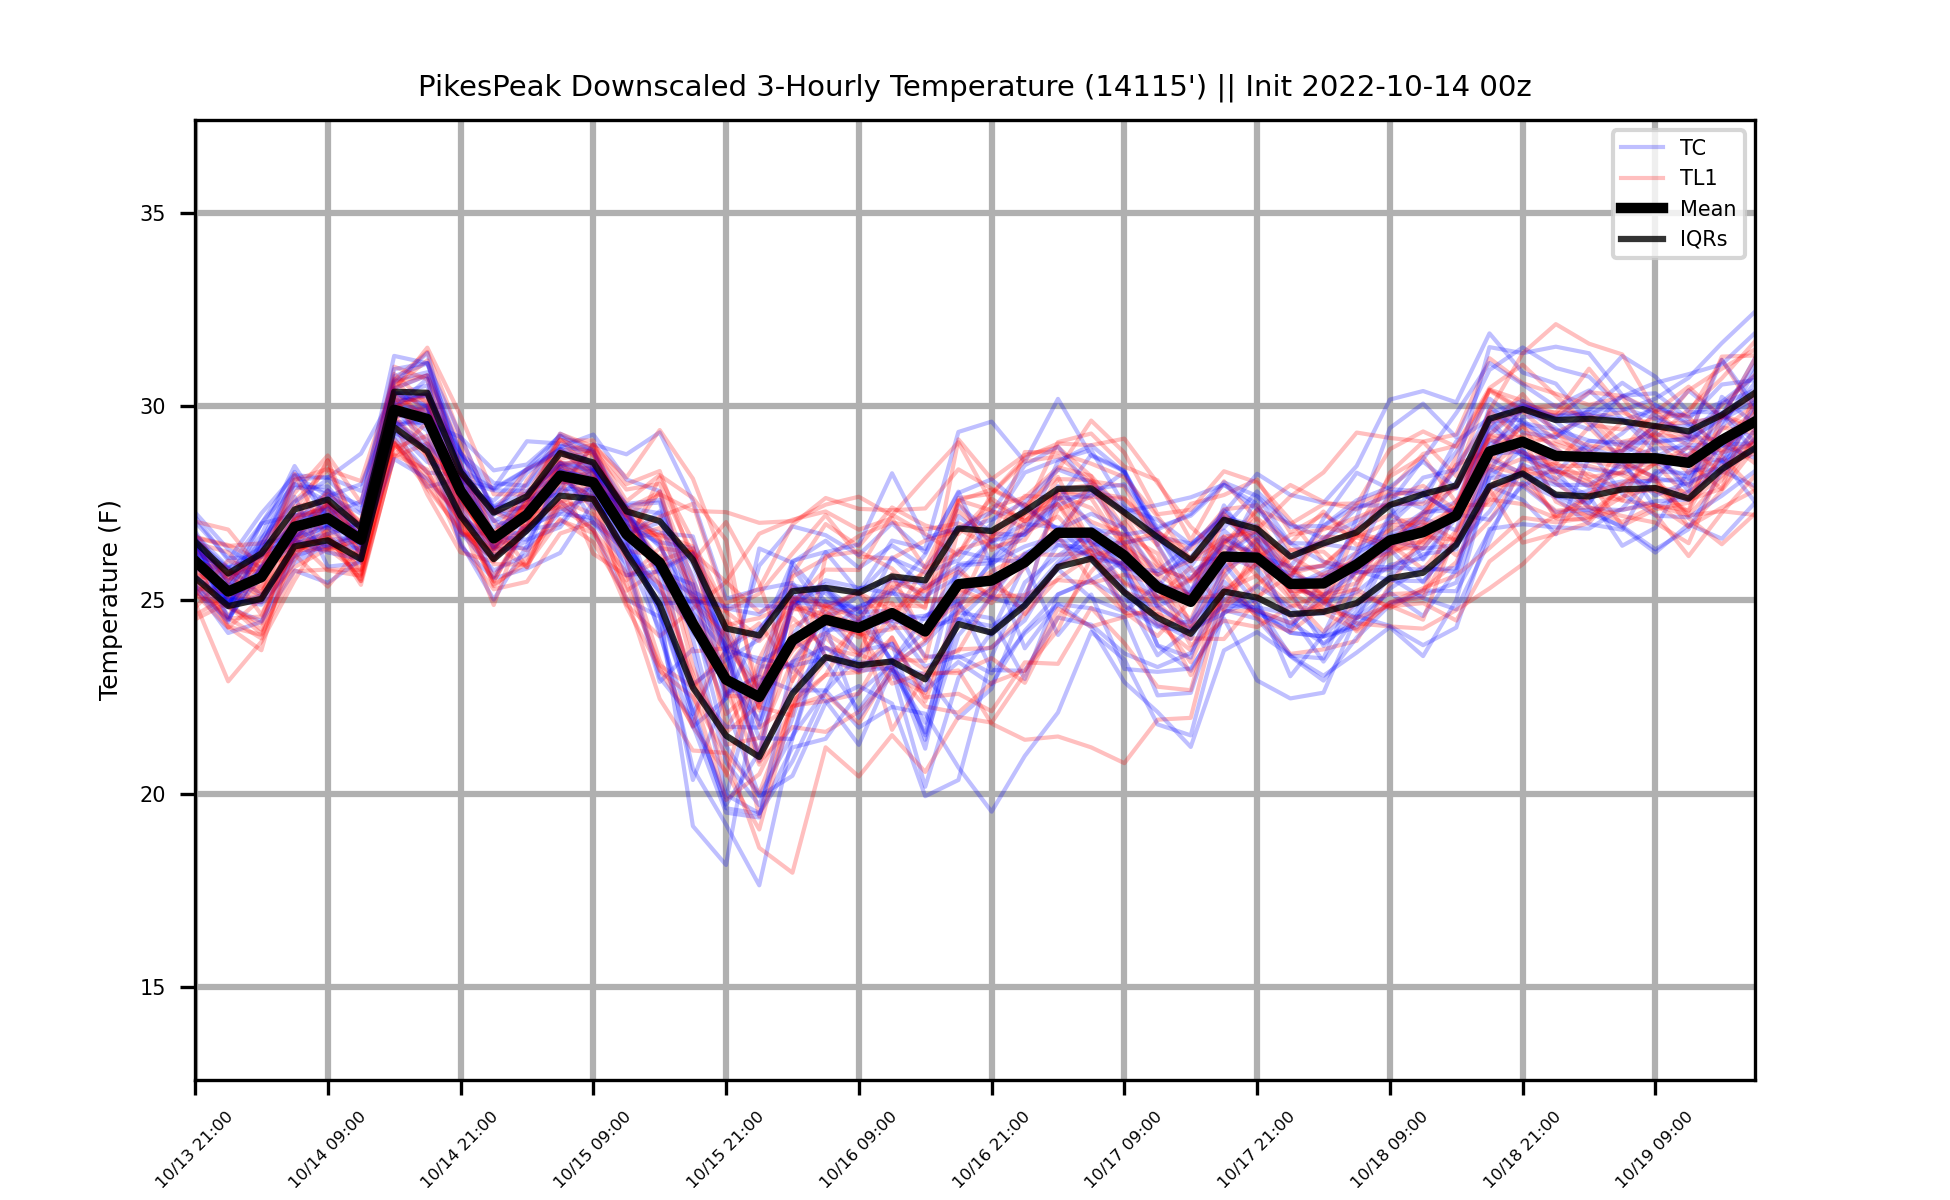 PikesPeak Downscaled 3-Hourly Temperature (14115') || Init 2022-10-14 00z
TC
TL1
Mean
IQRs
Temperature (F)
35
30
25
20
15
10/13 21:00
10/14 09:00
10/14 21:00
10/15 09:00
10/15 21:00
10/16 09:00
10/16 21:00
10/17 09:00
10/17 21:00
10/18 09:00
10/18 21:00
10/19 09:00